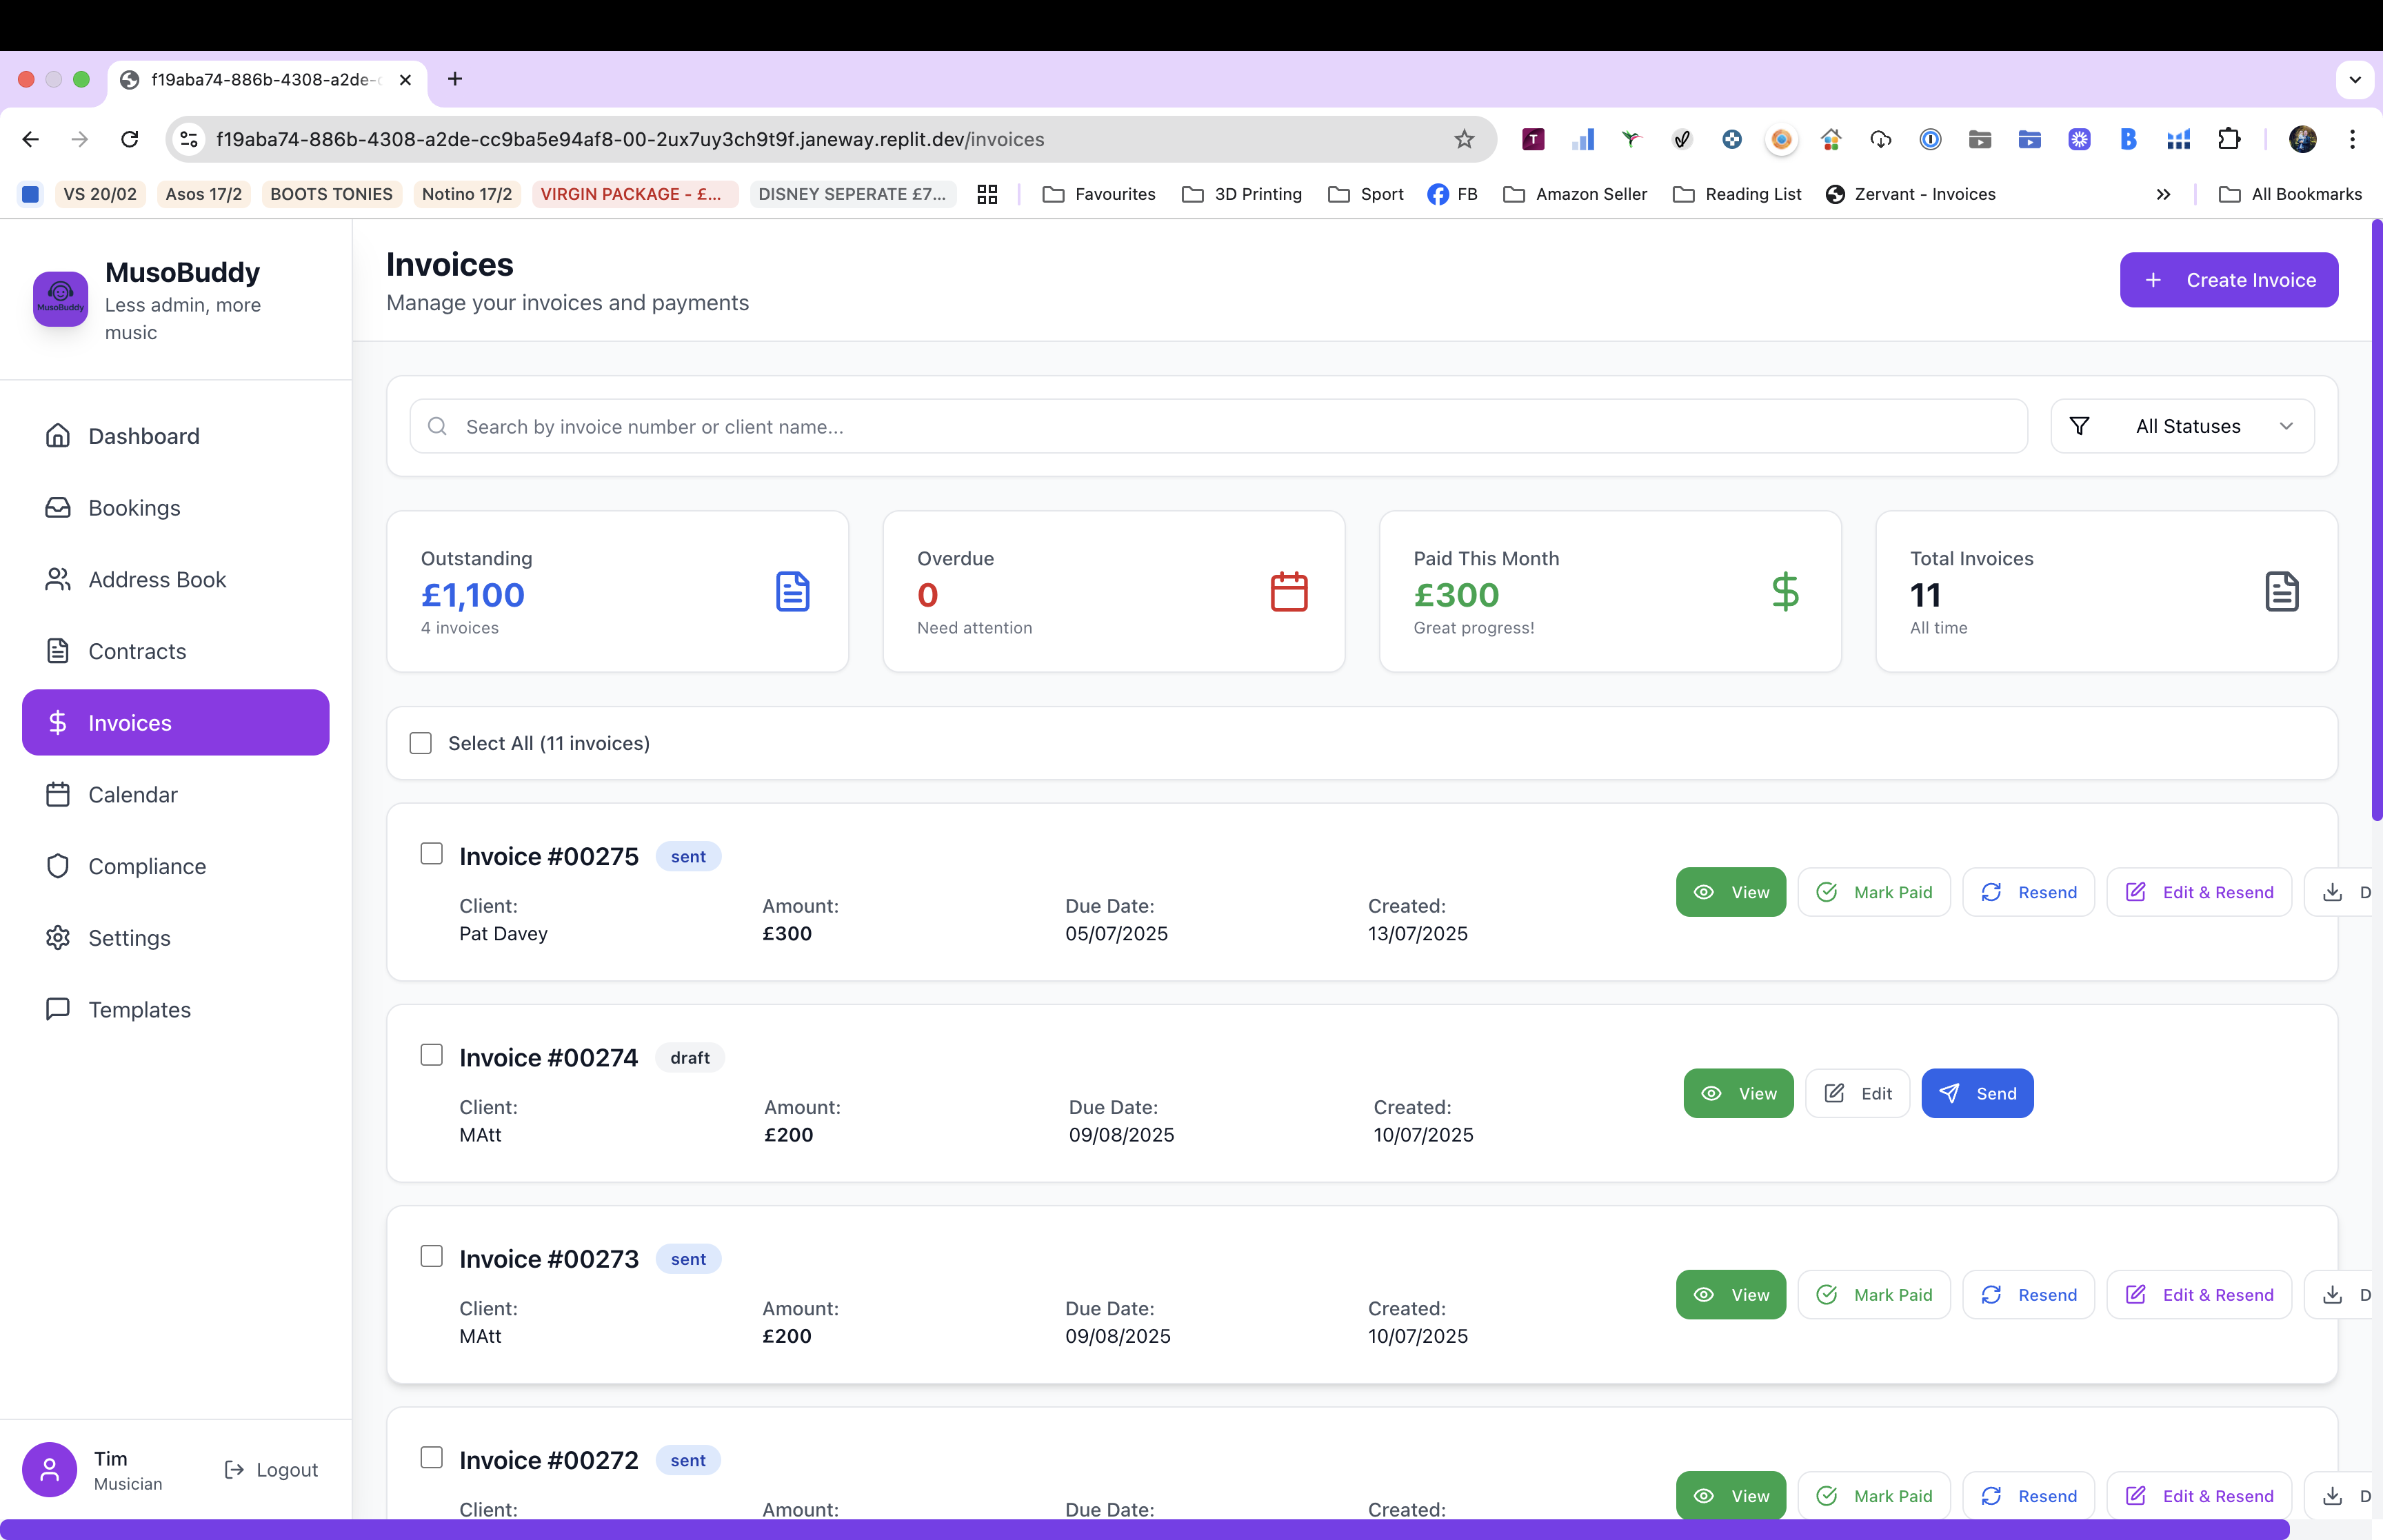 f19aba74-886b-4308-a2de-c
f19aba74-886b-4308-a2de-cc9ba5e94af8-00-2ux7uy3ch9t9f.janeway.replit.dev/invoices
VS 20/02
Asos 17/2
BOOTS TONIES
Notino 17/2
VIRGIN PACKAGE - £...
DISNEY SEPERATE £7...
Favourites
3D Printing
Sport
FB
Amazon Seller
Reading List
Zervant - Invoices
All Bookmarks
MusoBuddy
MusoBuddy
Less admin, more
music
Dashboard
Bookings
Address Book
Contracts
Invoices
Calendar
Compliance
Settings
Templates
Tim
Musician
Logout
Invoices
Manage your invoices and payments
Create Invoice
Search by invoice number or client name...
All Statuses
Outstanding
£1,100
4 invoices
Overdue
0
Need attention
Paid This Month
£300
Great progress!
Total Invoices
11
All time
Select All (11 invoices)
Invoice #00275 sent
Client: Amount: Due Date: Created:
Pat Davey £300 05/07/2025 13/07/2025
View Mark Paid Resend Edit & Resend D
Invoice #00274 draft
Client: Amount: Due Date: Created:
MAtt £200 09/08/2025 10/07/2025
View Edit Send
Invoice #00273 sent
Client: Amount: Due Date: Created:
MAtt £200 09/08/2025 10/07/2025
View Mark Paid Resend Edit & Resend D
Invoice #00272 sent
Client: Amount: Due Date: Created:
View Mark Paid Resend Edit & Resend D